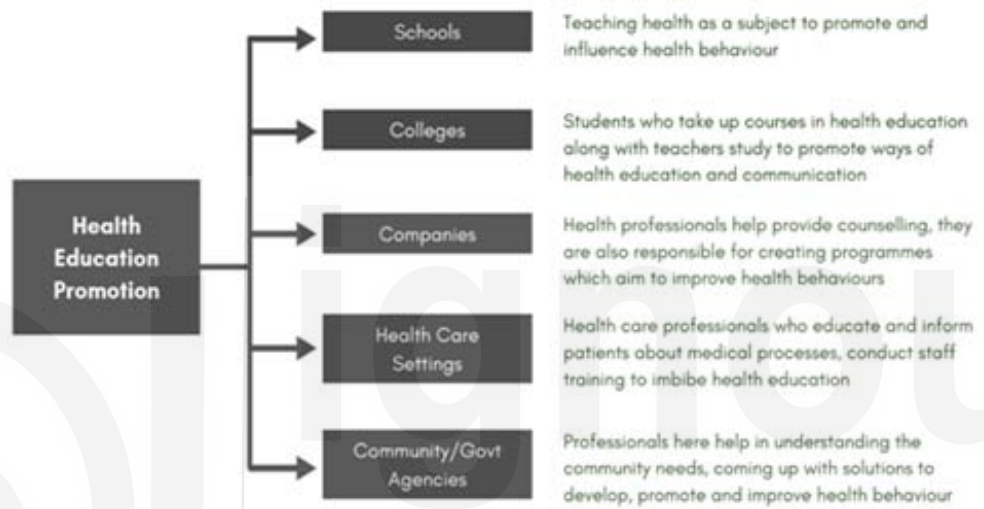 Health
Education
Promotion
Schools
Teaching health as a subject to promote and
influence health behaviour
Colleges
Students who take up courses in health education
along with teachers study to promote ways of
health education and communication
Companies
Health professionals help provide counselling, they
are also responsible for creating programmes
which aim to improve health behaviours
Health Care
Settings
Health care professionals who educate and inform
patients about medical processes, conduct staff
training to imbibe health education
Community/Govt
Agencies
Professionals here help in understanding the
community needs, coming up with solutions to
develop, promote and improve health behaviour
ignou